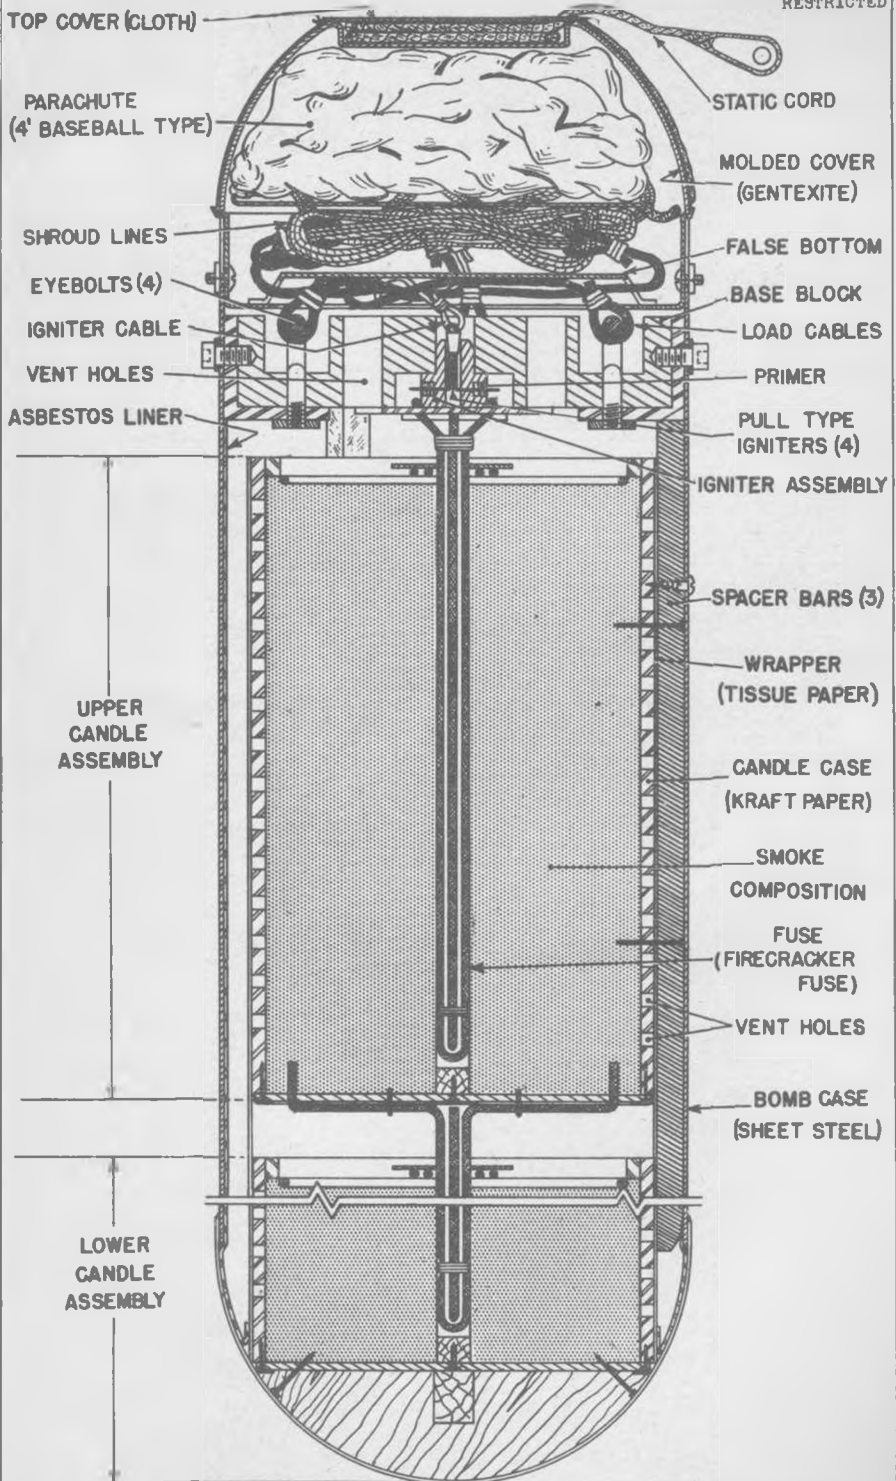 RESTRICTED
TOP COVER (CLOTH)
STATIC CORD
PARACHUTE
(4' BASEBALL TYPE)
MOLDED COVER
(GENTEXITE)
SHROUD LINES
FALSE BOTTOM
EYEBOLTS (4)
BASE BLOCK
IGNITER CABLE
LOAD CABLES
VENT HOLES
PRIMER
ASBESTOS LINER
PULL TYPE
IGNITERS (4)
IGNITER ASSEMBLY
SPACER BARS (3)
WRAPPER
(TISSUE PAPER)
UPPER
CANDLE
ASSEMBLY
CANDLE CASE
(KRAFT PAPER)
SMOKE
COMPOSITION
FUSE
(FIRECRACKER
FUSE)
VENT HOLES
BOMB CASE
(SHEET STEEL)
LOWER
CANDLE
ASSEMBLY